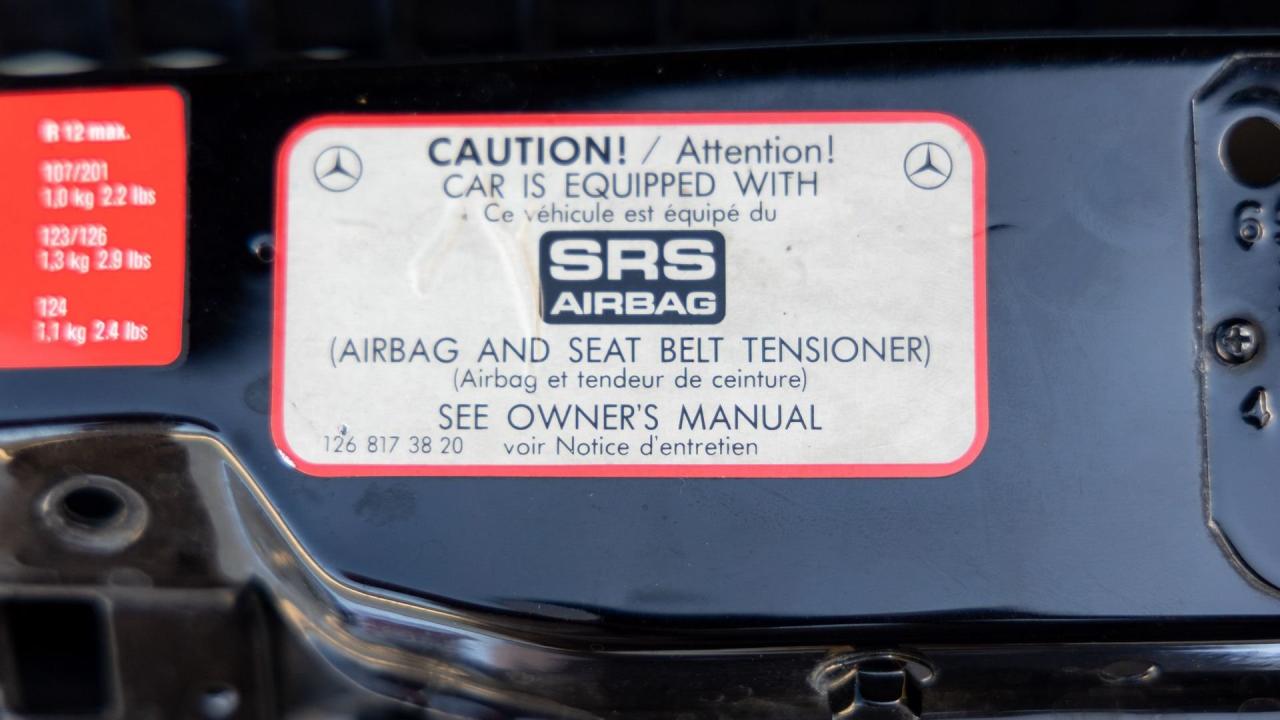 R 12 max.
107/201
1,0 kg 2.2 lbs
123/126
1,3 kg 2.9 lbs
124
1,1 kg 2.4 lbs
CAUTION! / Attention!
CAR IS EQUIPPED WITH
Ce véhicule est équipé du
SRS
AIRBAG
(AIRBAG AND SEAT BELT TENSIONER)
(Airbag et tendeur de ceinture)
SEE OWNER'S MANUAL
126 817 38 20 voir Notice d'entretien